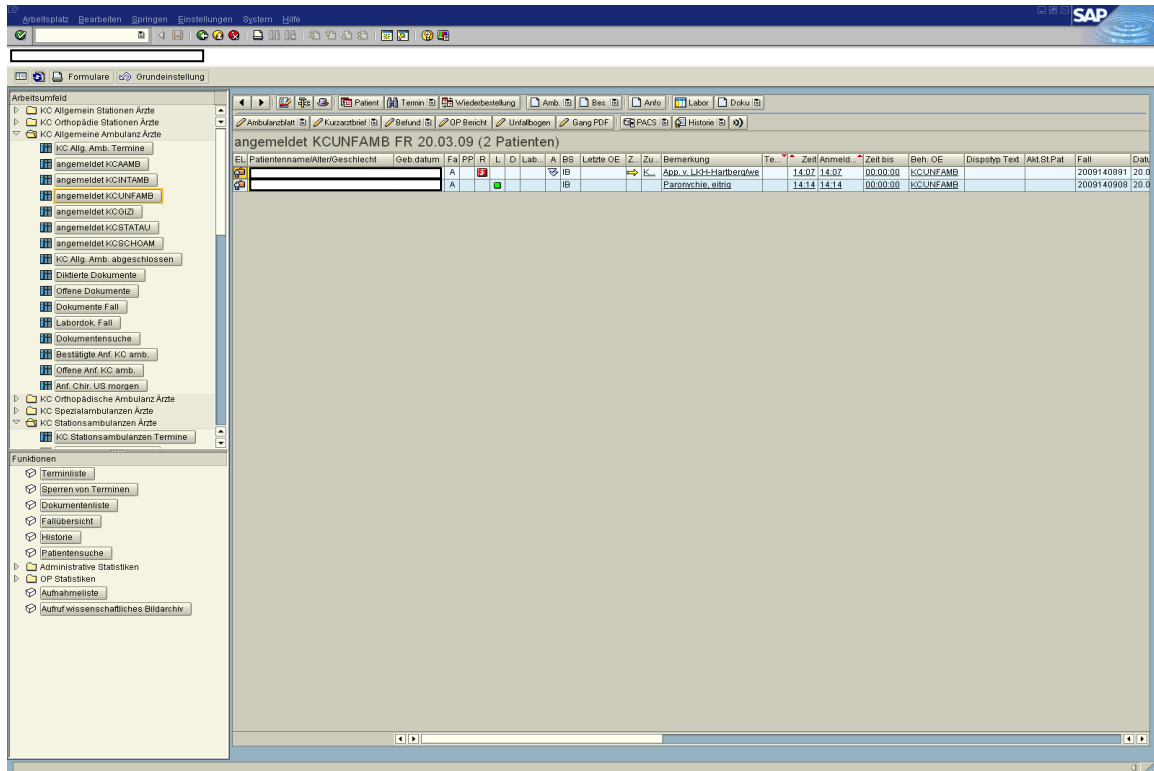 Arbeitsplatz Bearbeiten Springen Einstellungen System Hilfe
SAP
Formulare Grundeinstellung
Arbeitsumfeld
KC Allgemein Stationen Ärzte
KC Orthopädie Stationen Ärzte
KC Allgemeine Ambulanz Ärzte
KC Allg. Amb. Termine
angemeldet KCAAMB
angemeldet KCINTAMB
angemeldet KCUNFAMB
angemeldet KCGIZI
angemeldet KCSTATAU
angemeldet KCSCHOAM
KC Allg. Amb. abgeschlossen
Diktierte Dokumente
Offene Dokumente
Dokumente Fall
Labordok. Fall
Dokumentensuche
Bestätigte Anf. KC amb.
Offene Anf. KC amb.
Anf. Chir. US morgen
KC Orthopädische Ambulanz Ärzte
KC Spezialambulanzen Ärzte
KC Stationsambulanzen Ärzte
KC Stationsambulanzen Termine
Funktionen
Terminliste
Sperren von Terminen
Dokumentenliste
Fallübersicht
Historie
Patientensuche
Administrative Statistiken
OP Statistiken
Aufnahmeliste
Aufruf wissenschaftliches Bildarchiv
Patient Termin Wiederbestellung Amb. Bes. Anfo Labor Doku
Ambulanzblatt Kurzarztbrief Befund OP Bericht Unfallbogen Gang PDF PACS Historie
angemeldet KCUNFAMB FR 20.03.09 (2 Patienten)
EL Patientenname/Alter/Geschlecht Geb.datum Fa PP R L D Lab... A BS Letzte OE Z... Zu... Bemerkung Te... Zeit Anmeld... Zeit bis Beh. OE Dispotyp Text Akt.St.Pat Fall Datu
A IB K... App. v. LKH-Hartberg/we 14:07 14:07 00:00:00 KCUNFAMB 2009140891 20.0
A IB Paronychie, eitrig 14:14 14:14 00:00:00 KCUNFAMB 2009140908 20.0